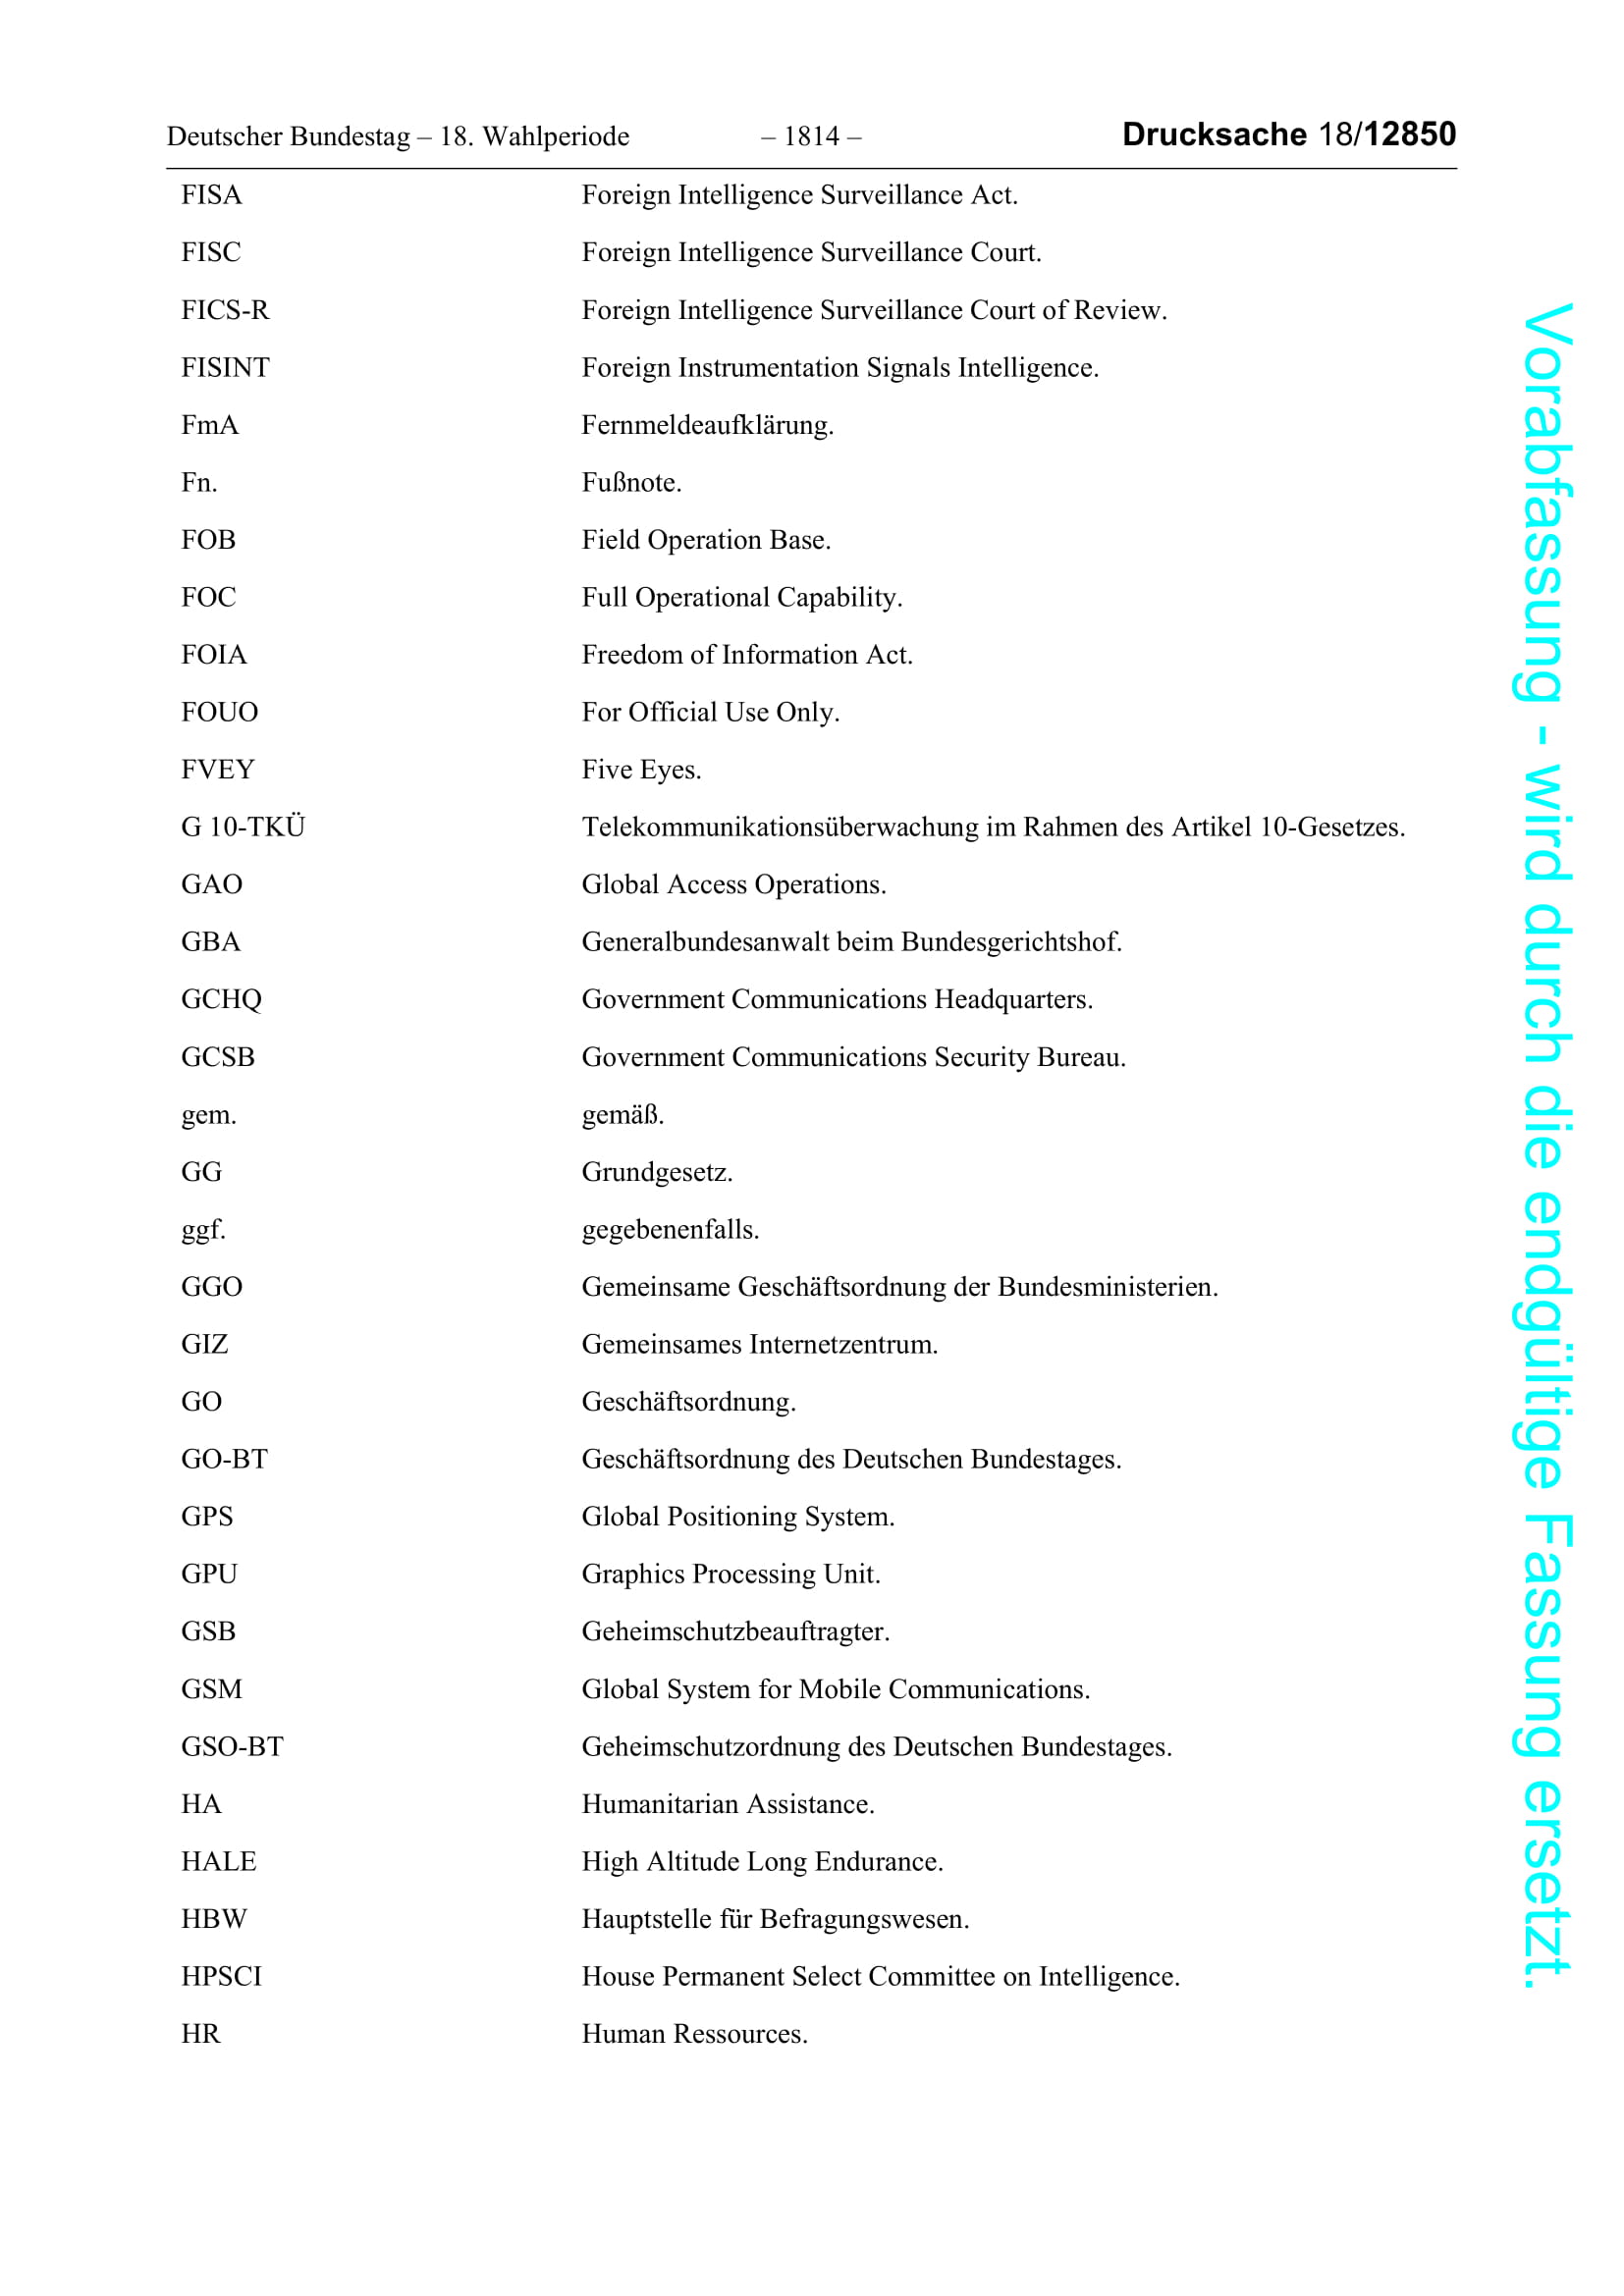 Deutscher Bundestag – 18. Wahlperiode – 1814 – Drucksache 18/12850
FISA Foreign Intelligence Surveillance Act.
FISC Foreign Intelligence Surveillance Court.
FICS-R Foreign Intelligence Surveillance Court of Review.
FISINT Foreign Instrumentation Signals Intelligence.
FmA Fernmeldeaufklärung.
Fn. Fußnote.
FOB Field Operation Base.
FOC Full Operational Capability.
FOIA Freedom of Information Act.
FOUO For Official Use Only.
FVEY Five Eyes.
G 10-TKÜ Telekommunikationsüberwachung im Rahmen des Artikel 10-Gesetzes.
GAO Global Access Operations.
GBA Generalbundesanwalt beim Bundesgerichtshof.
GCHQ Government Communications Headquarters.
GCSB Government Communications Security Bureau.
gem. gemäß.
GG Grundgesetz.
ggf. gegebenenfalls.
GGO Gemeinsame Geschäftsordnung der Bundesministerien.
GIZ Gemeinsames Internetzentrum.
GO Geschäftsordnung.
GO-BT Geschäftsordnung des Deutschen Bundestages.
GPS Global Positioning System.
GPU Graphics Processing Unit.
GSB Geheimschutzbeauftragter.
GSM Global System for Mobile Communications.
GSO-BT Geheimschutzordnung des Deutschen Bundestages.
HA Humanitarian Assistance.
HALE High Altitude Long Endurance.
HBW Hauptstelle für Befragungswesen.
HPSCI House Permanent Select Committee on Intelligence.
HR Human Ressources.
Vorabfassung - wird durch die endgültige Fassung ersetzt.